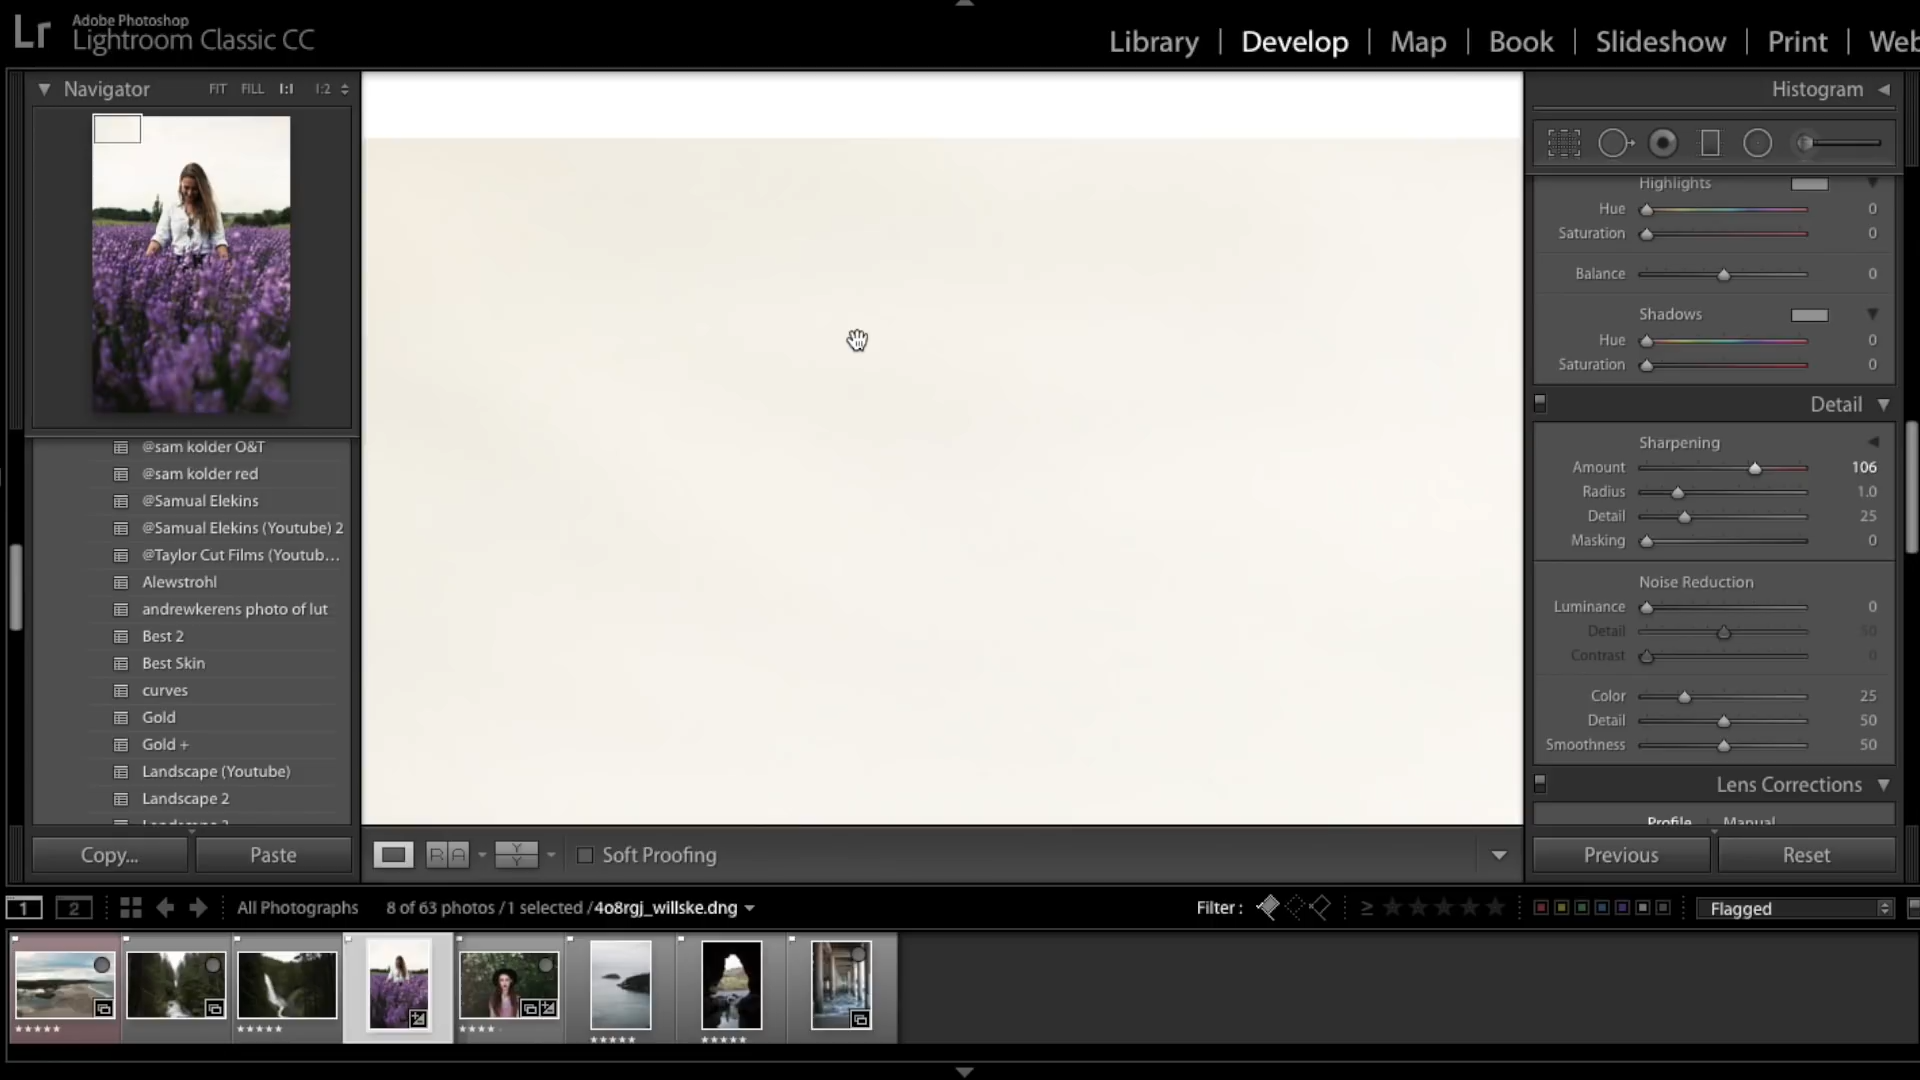 Lr
Adobe Photoshop
Lightroom Classic CC
Library
Develop
Map
Book
Slideshow
Print
Web
Navigator
FIT
FILL
1:1
1:2
@sam kolder O&T
@sam kolder red
@Samual Elekins
@Samual Elekins (Youtube) 2
@Taylor Cut Films (Youtub...
Alewstrohl
andrewkerens photo of lut
Best 2
Best Skin
curves
Gold
Gold +
Landscape (Youtube)
Landscape 2
Copy...
Paste
R A
Y Y
Soft Proofing
Histogram
Highlights
Hue 0
Saturation 0
Balance 0
Shadows
Hue 0
Saturation 0
Detail
Sharpening
Amount 106
Radius 1.0
Detail 25
Masking 0
Noise Reduction
Luminance 0
Detail 50
Contrast 0
Color 25
Detail 50
Smoothness 50
Lens Corrections
Profile
Manual
Previous
Reset
1
2
All Photographs
8 of 63 photos /1 selected /4o8rgj_willske.dng
Filter :
≥
Flagged